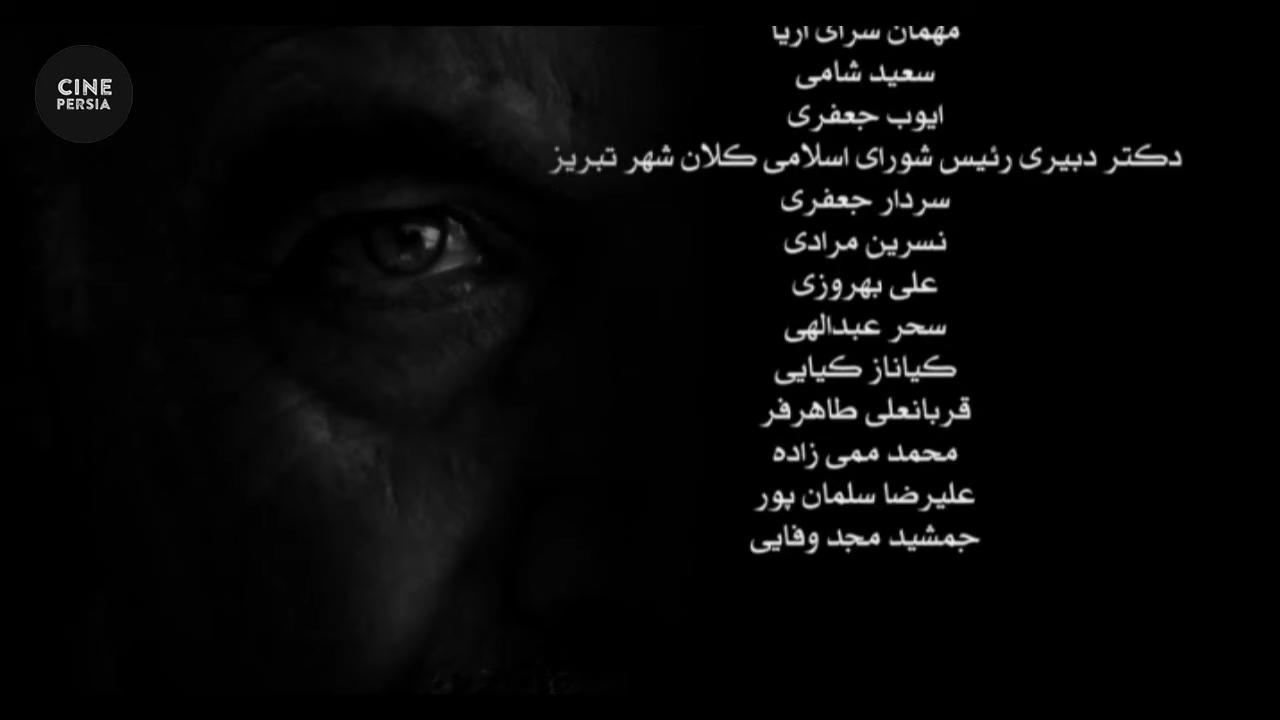 CINE
PERSIA
مهمان سرای آریا
سعید شامی
ایوب جعفری
دکتر دبیری رئیس شورای اسلامی کلان شهر تبریز
سردار جعفری
نسرین مرادی
علی بهروزی
سحر عبدالهی
کیاناز کیایی
قربانعلی طاهرفر
محمد ممی زاده
علیرضا سلمان پور
جمشید مجد وفایی